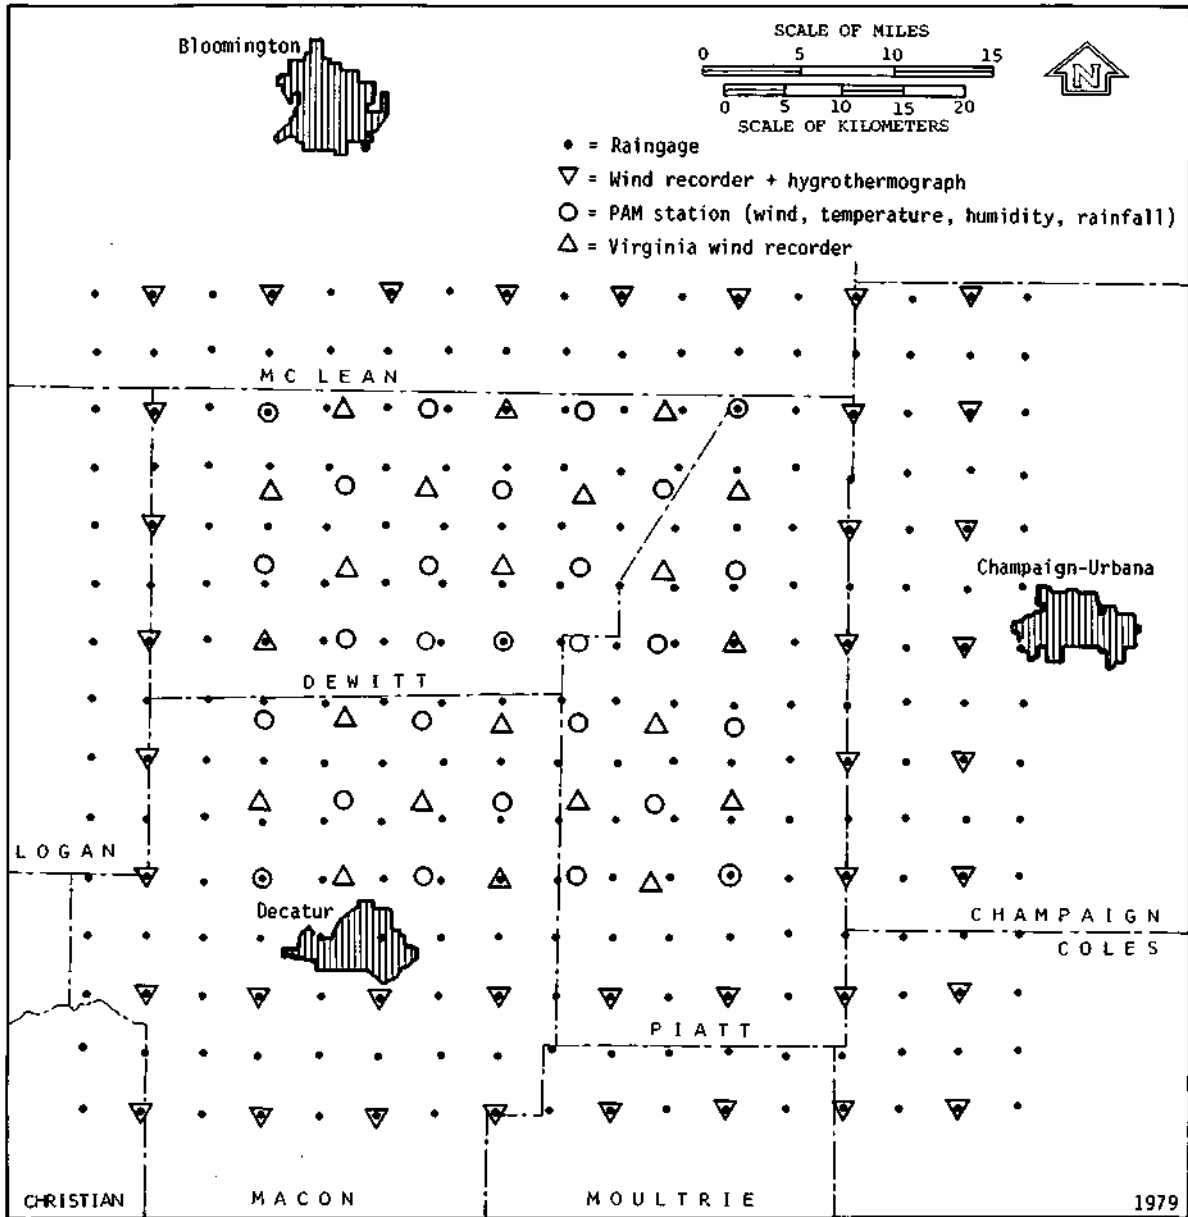 Bloomington
SCALE OF MILES
0 5 10 15
N
0 5 10 15 20
SCALE OF KILOMETERS
• = Raingage
▽ = Wind recorder + hygrothermograph
○ = PAM station (wind, temperature, humidity, rainfall)
△ = Virginia wind recorder
MC LEAN
Champaign-Urbana
DEWITT
LOGAN
Decatur
CHAMPAIGN
COLES
PIATT
CHRISTIAN
MACON
MOULTRIE
1979